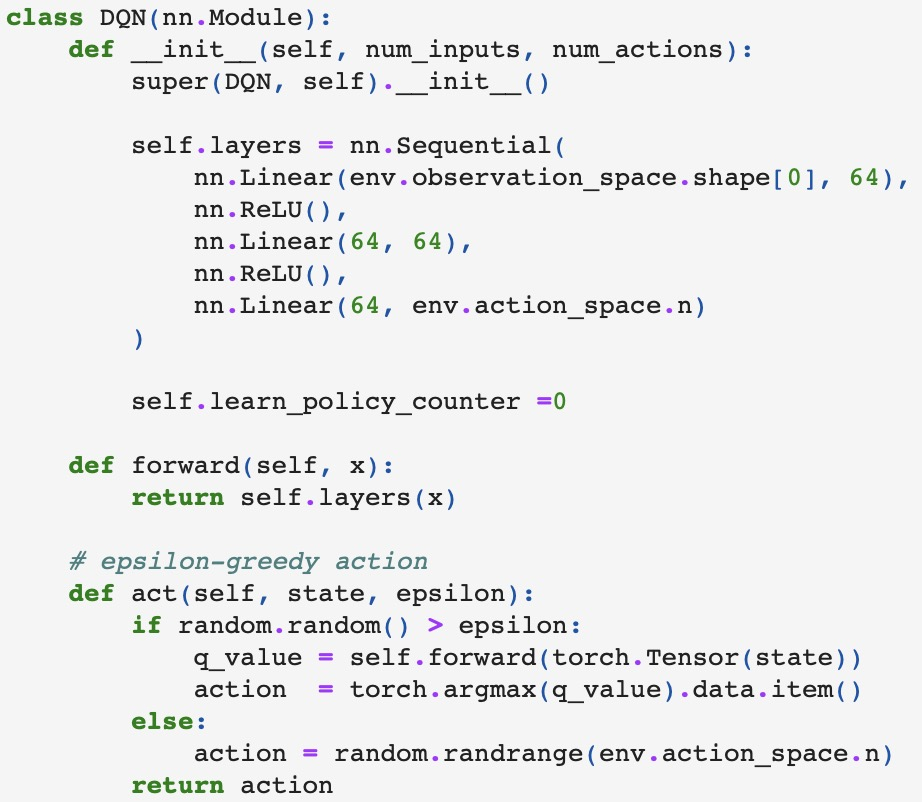 class DQN(nn.Module):
    def __init__(self, num_inputs, num_actions):
        super(DQN, self).__init__()

        self.layers = nn.Sequential(
            nn.Linear(env.observation_space.shape[0], 64),
            nn.ReLU(),
            nn.Linear(64, 64),
            nn.ReLU(),
            nn.Linear(64, env.action_space.n)
        )

        self.learn_policy_counter =0

    def forward(self, x):
        return self.layers(x)

    # epsilon-greedy action
    def act(self, state, epsilon):
        if random.random() > epsilon:
            q_value = self.forward(torch.Tensor(state))
            action  = torch.argmax(q_value).data.item()
        else:
            action = random.randrange(env.action_space.n)
        return action